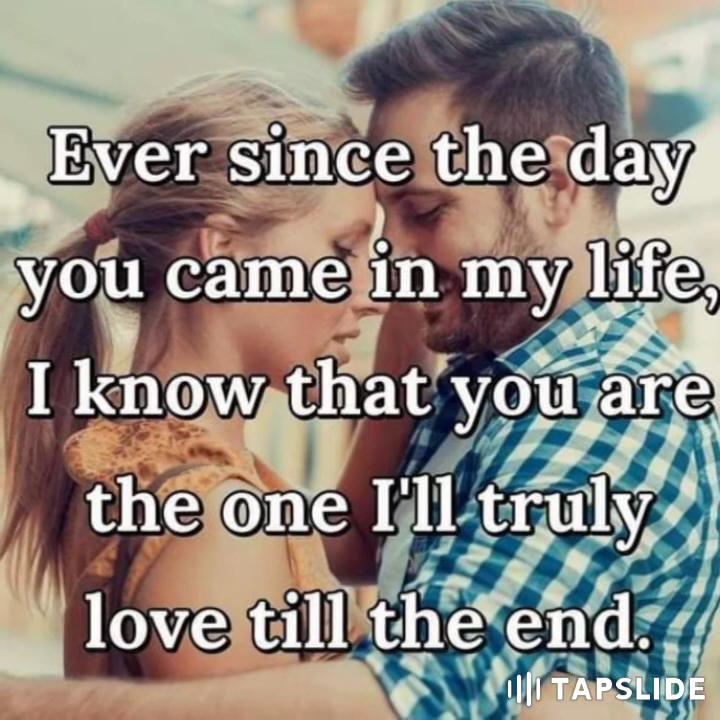 Ever since the day
you came in my life,
I know that you are
the one I'll truly
love till the end.
TAPSLIDE